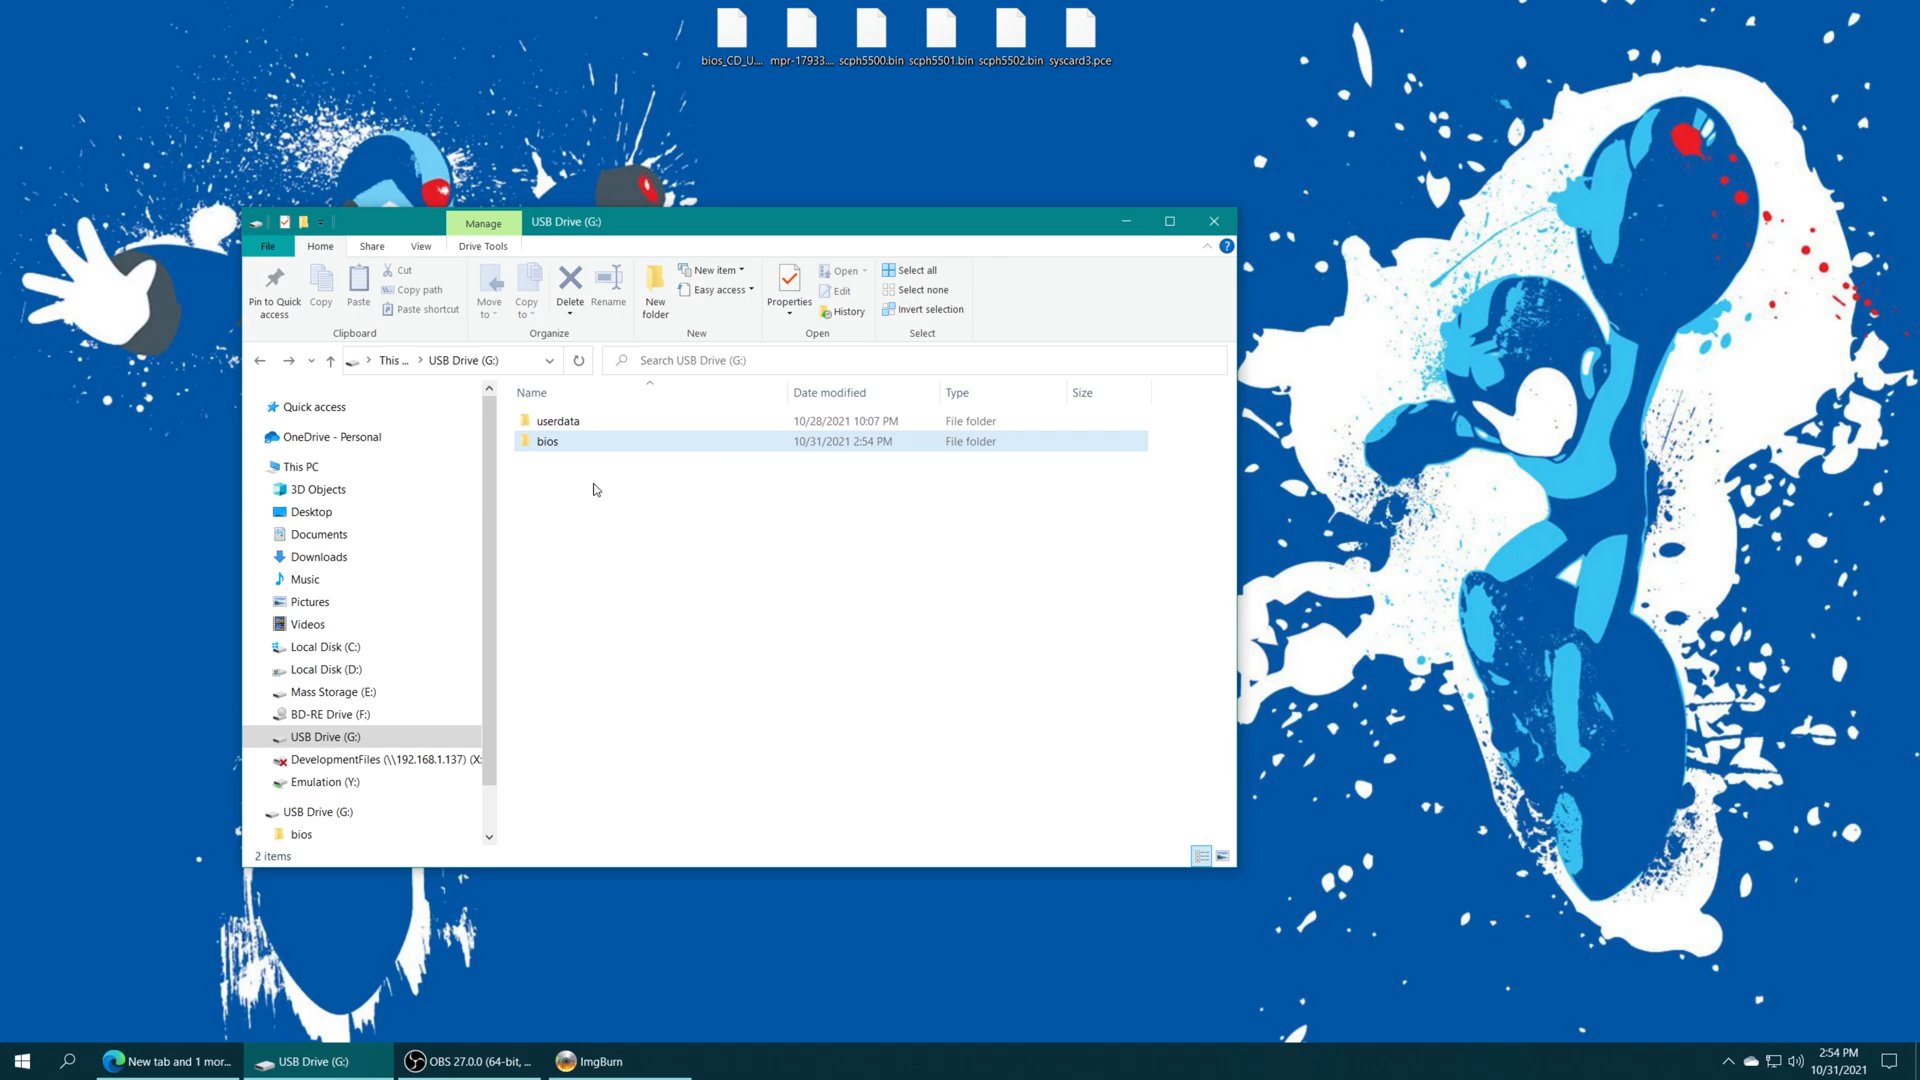 bios_CD_U.... mpr-17933.... scph5500.bin scph5501.bin scph5502.bin syscard3.pce
Manage USB Drive (G:)
File Home Share View Drive Tools
Pin to Quick access
Copy
Paste
Cut
Copy path
Paste shortcut
Clipboard
Move to
Copy to
Delete
Rename
Organize
New folder
New item
Easy access
New
Properties
Open
Edit
History
Open
Select all
Select none
Invert selection
Select
This ... USB Drive (G:)
Search USB Drive (G:)
Name Date modified Type Size
userdata 10/28/2021 10:07 PM File folder
bios 10/31/2021 2:54 PM File folder
Quick access
OneDrive - Personal
This PC
3D Objects
Desktop
Documents
Downloads
Music
Pictures
Videos
Local Disk (C:)
Local Disk (D:)
Mass Storage (E:)
BD-RE Drive (F:)
USB Drive (G:)
DevelopmentFiles (\\192.168.1.137) (X:
Emulation (Y:)
USB Drive (G:)
bios
2 items
New tab and 1 mor... USB Drive (G:) OBS 27.0.0 (64-bit, ... ImgBurn
2:54 PM
10/31/2021